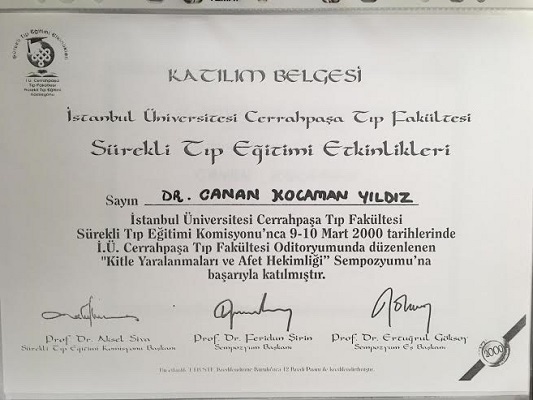 İ.Ü. Cerrahpaşa
Tıp Fakültesi
KATILIM BELGESİ
İstanbul Üniversitesi Cerrahpaşa Tıp Fakültesi
Sürekli Tıp Eğitimi Etkinlikleri
Sayın DR. CANAN KOCAMAN YILDIZ
İstanbul Üniversitesi Cerrahpaşa Tıp Fakültesi
Sürekli Tıp Eğitimi Komisyonu'nca 9-10 Mart 2000 tarihlerinde
İ.Ü. Cerrahpaşa Tıp Fakültesi Oditoryumunda düzenlenen
"Kitle Yaralanmaları ve Afet Hekimliği" Sempozyumu'na
başarıyla katılmıştır.
Prof. Dr. Aksel Siva Prof. Dr. Feridun Şirin Prof. Dr. Ertuğrul Göksoy
Sürekli Tıp Eğitimi Komisyonu Başkanı Sempozyum Başkanı Sempozyum Eş Başkanı
2000